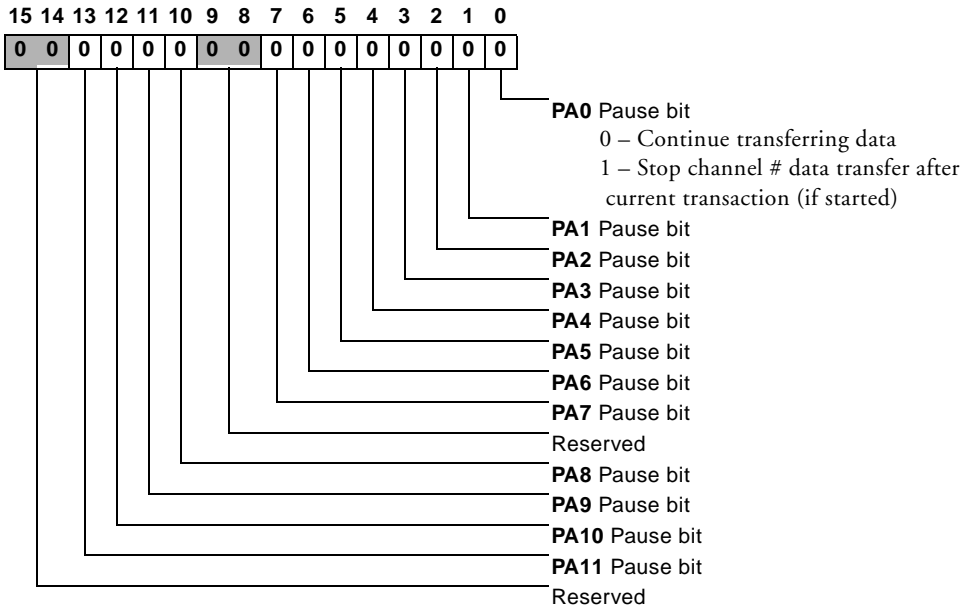 15 14 13 12 11 10 9 8 7 6 5 4 3 2 1 0
0 0 0 0 0 0 0 0 0 0 0 0 0 0 0 0
PA0 Pause bit
0 – Continue transferring data
1 – Stop channel # data transfer after
current transaction (if started)
PA1 Pause bit
PA2 Pause bit
PA3 Pause bit
PA4 Pause bit
PA5 Pause bit
PA6 Pause bit
PA7 Pause bit
Reserved
PA8 Pause bit
PA9 Pause bit
PA10 Pause bit
PA11 Pause bit
Reserved